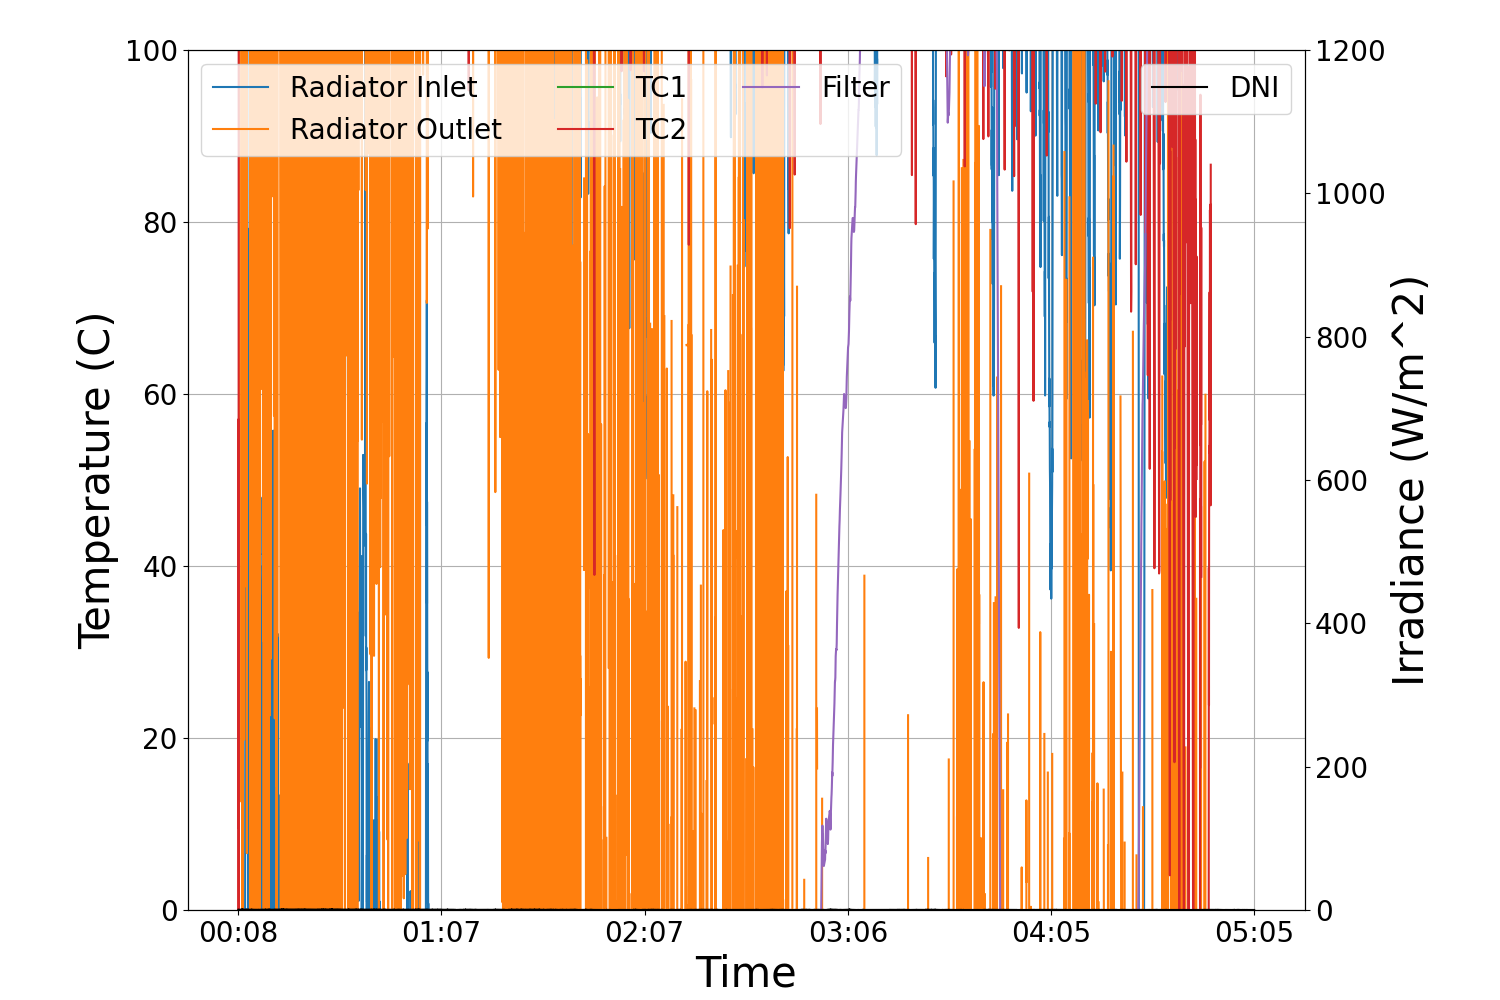 Radiator Inlet
Radiator Outlet
TC1
TC2
Filter
DNI
Temperature (C)
100
80
60
40
20
0
1200
1000
800
600
400
200
0
Irradiance (W/m^2)
00:08 01:07 02:07 03:06 04:05 05:05
Time